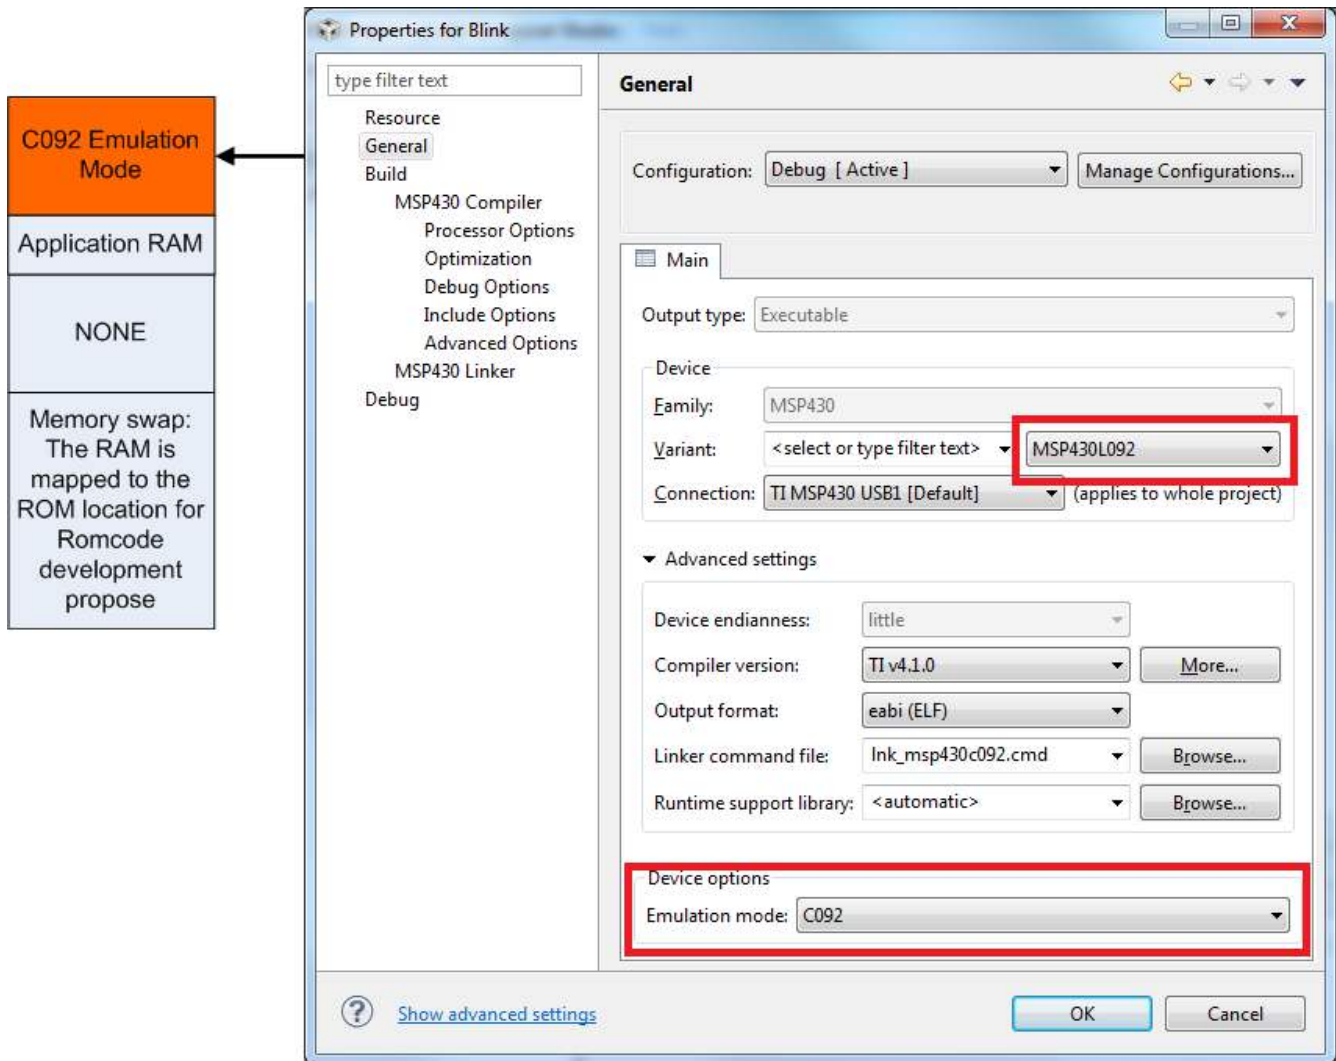 C092 Emulation
Mode
Application RAM
NONE
Memory swap:
The RAM is
mapped to the
ROM location for
Romcode
development
propose
Properties for Blink
type filter text
Resource
General
Build
MSP430 Compiler
Processor Options
Optimization
Debug Options
Include Options
Advanced Options
MSP430 Linker
Debug
General
Configuration: Debug [ Active ] Manage Configurations...
Main
Output type: Executable
Device
Family: MSP430
Variant: <select or type filter text> MSP430L092
Connection: TI MSP430 USB1 [Default] (applies to whole project)
Advanced settings
Device endianness: little
Compiler version: TI v4.1.0 More...
Output format: eabi (ELF)
Linker command file: lnk_msp430c092.cmd Browse...
Runtime support library: <automatic> Browse...
Device options
Emulation mode: C092
? Show advanced settings OK Cancel